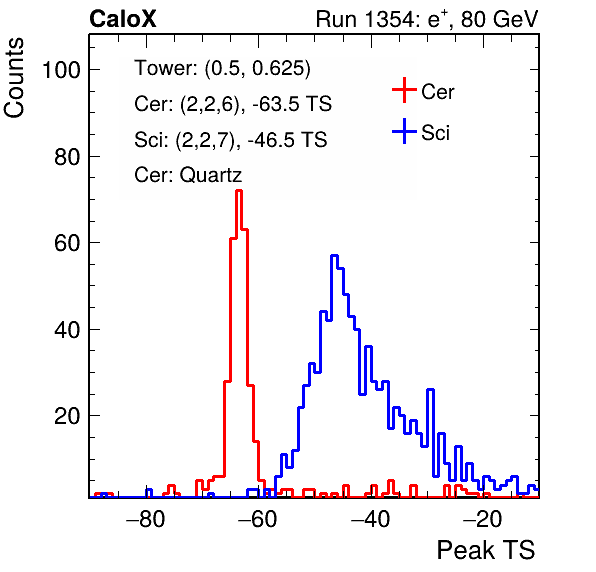 CaloX Run 1354: e⁺, 80 GeV
Counts
Tower: (0.5, 0.625)
Cer: (2,2,6), -63.5 TS
Sci: (2,2,7), -46.5 TS
Cer: Quartz
Cer
Sci
100
80
60
40
20
−80 −60 −40 −20
Peak TS